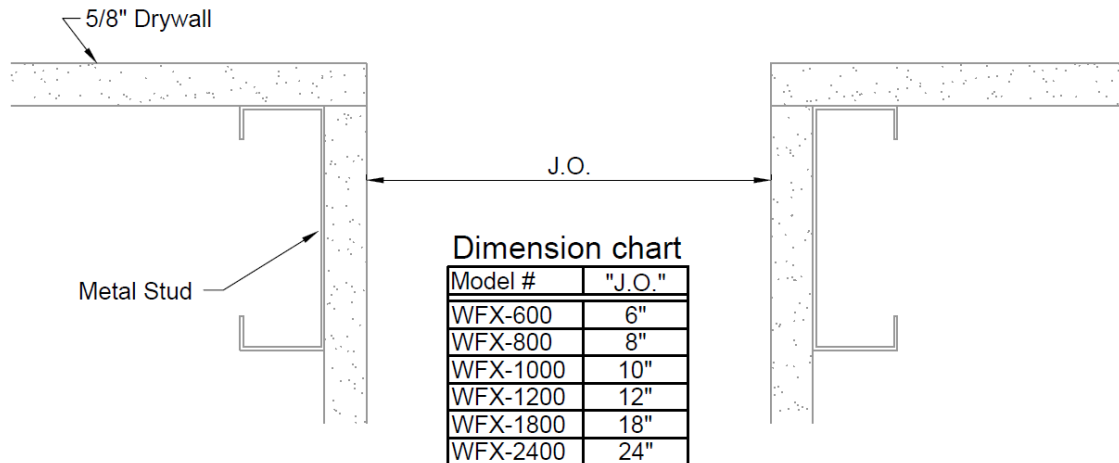 5/8" Drywall
J.O.
Metal Stud
Dimension chart
Model # "J.O."
WFX-600 6"
WFX-800 8"
WFX-1000 10"
WFX-1200 12"
WFX-1800 18"
WFX-2400 24"